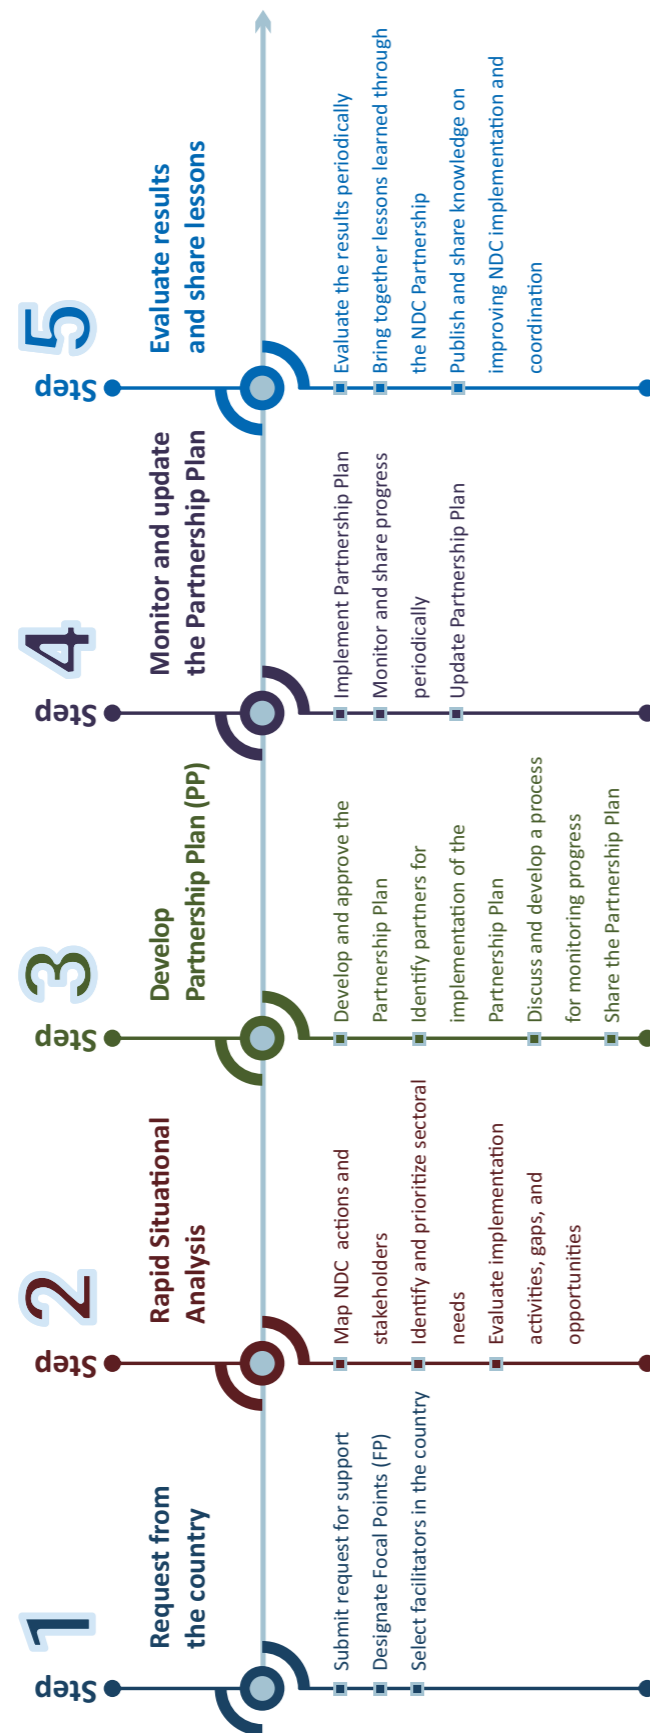 Step
1
Request from
the country
Submit request for support
Designate Focal Points (FP)
Select facilitators in the country
Step
2
Rapid Situational
Analysis
Map NDC actions and
stakeholders
Identify and prioritize sectoral
needs
Evaluate implementation
activities, gaps, and
opportunities
Step
3
Develop
Partnership Plan (PP)
Develop and approve the
Partnership Plan
Identify partners for
implementation of the
Partnership Plan
Discuss and develop a process
for monitoring progress
Share the Partnership Plan
Step
4
Monitor and update
the Partnership Plan
Implement Partnership Plan
Monitor and share progress
periodically
Update Partnership Plan
Step
5
Evaluate results
and share lessons
Evaluate the results periodically
Bring together lessons learned through
the NDC Partnership
Publish and share knowledge on
improving NDC implementation and
coordination